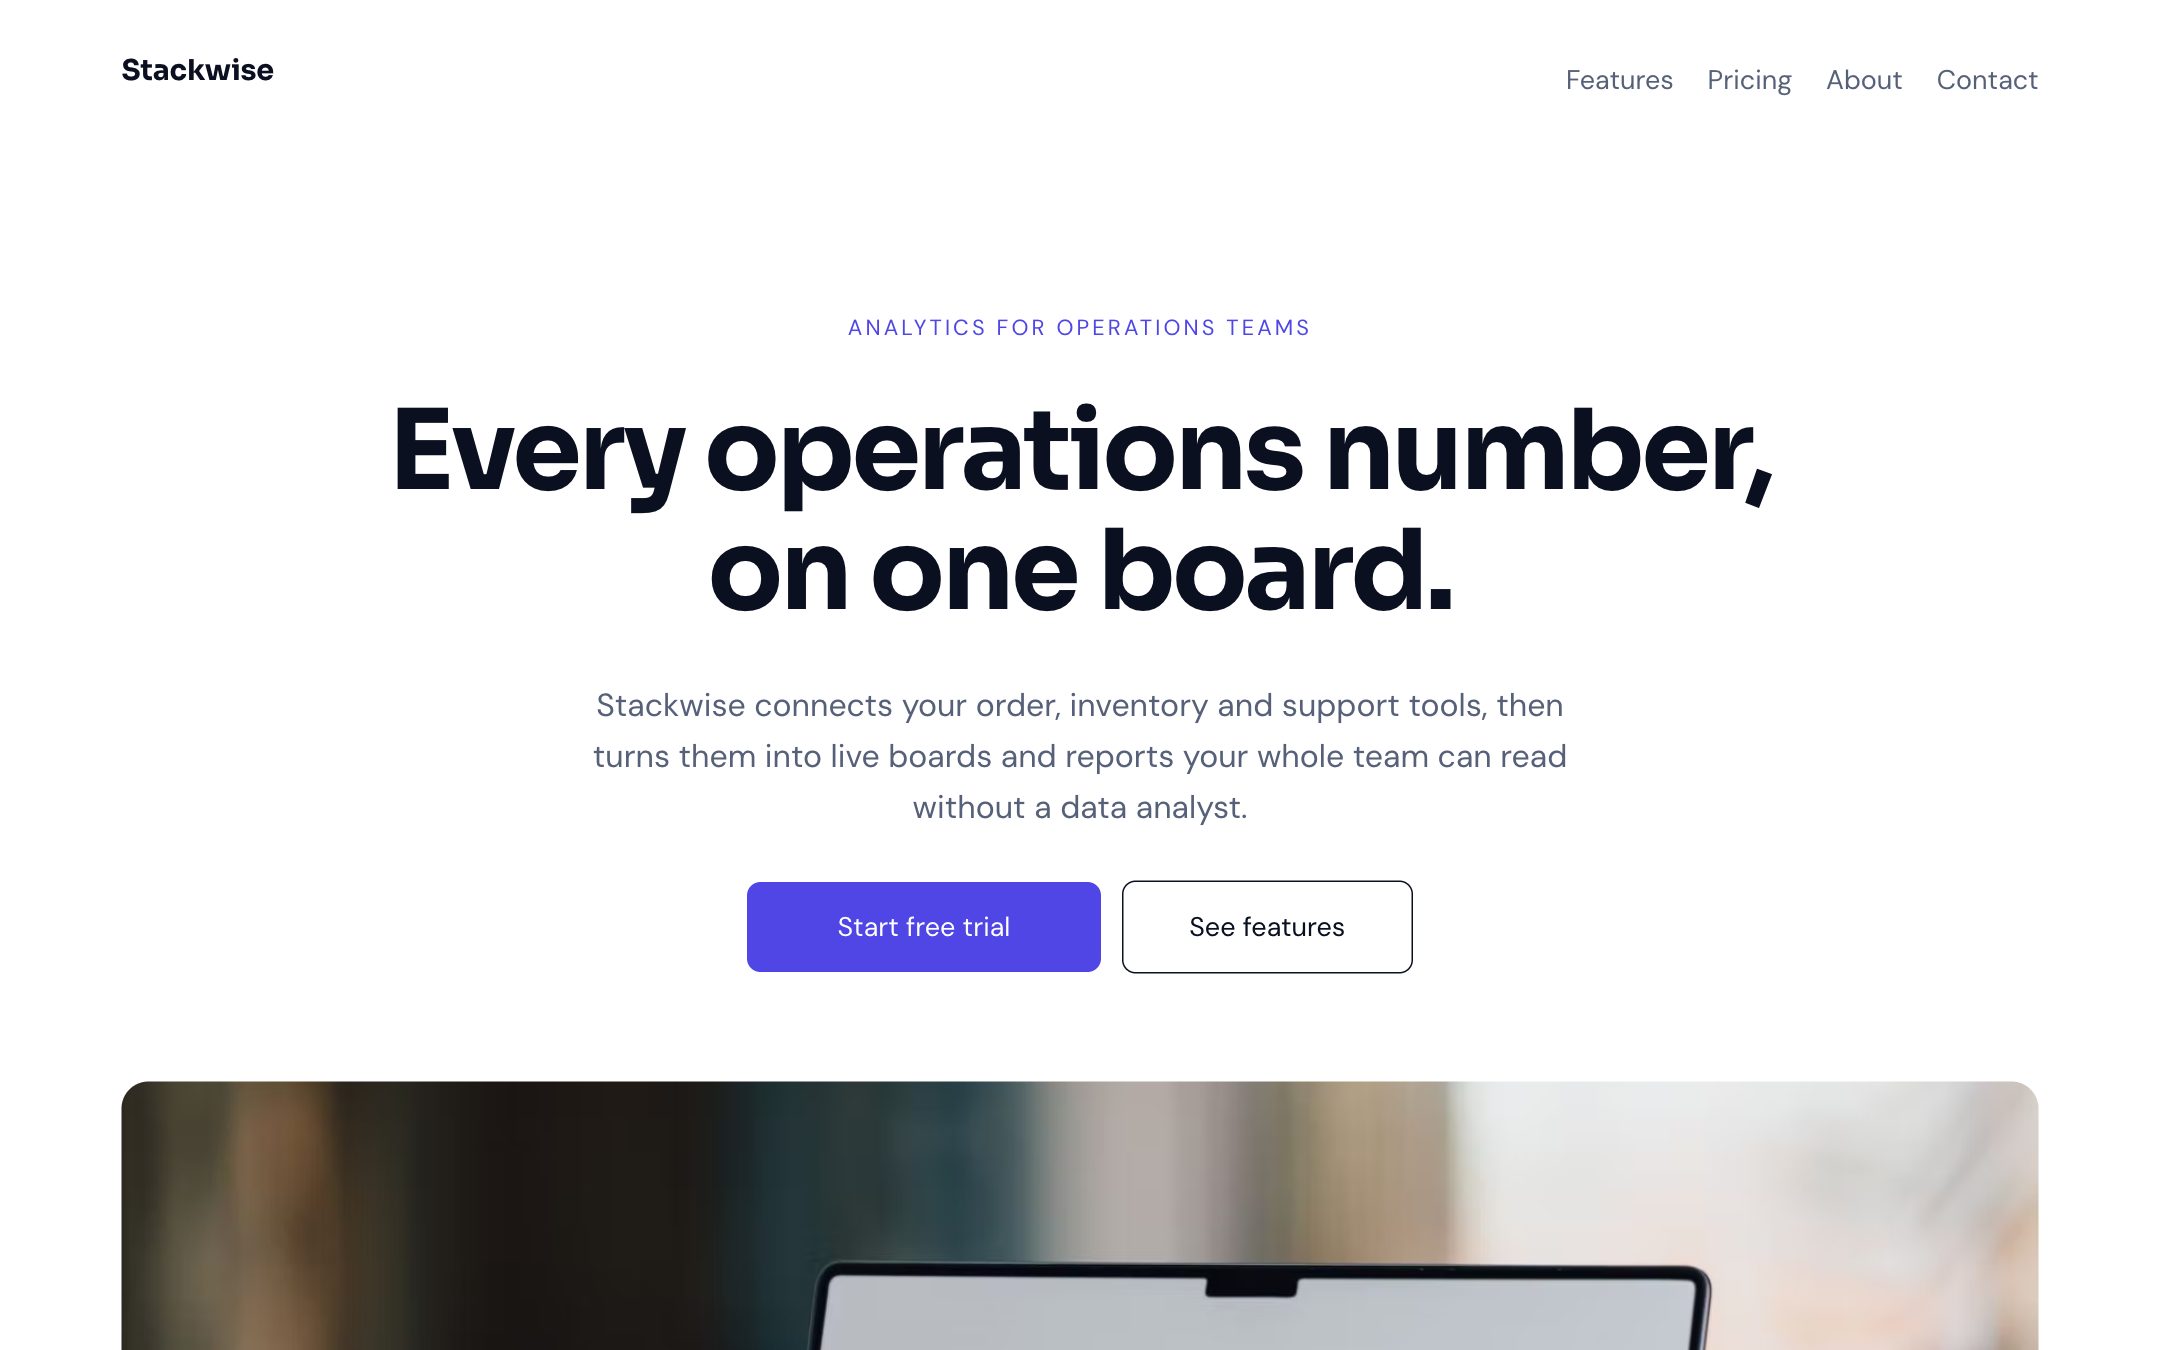 Stackwise
Features Pricing About Contact
ANALYTICS FOR OPERATIONS TEAMS
Every operations number,
on one board.
Stackwise connects your order, inventory and support tools, then
turns them into live boards and reports your whole team can read
without a data analyst.
Start free trial
See features